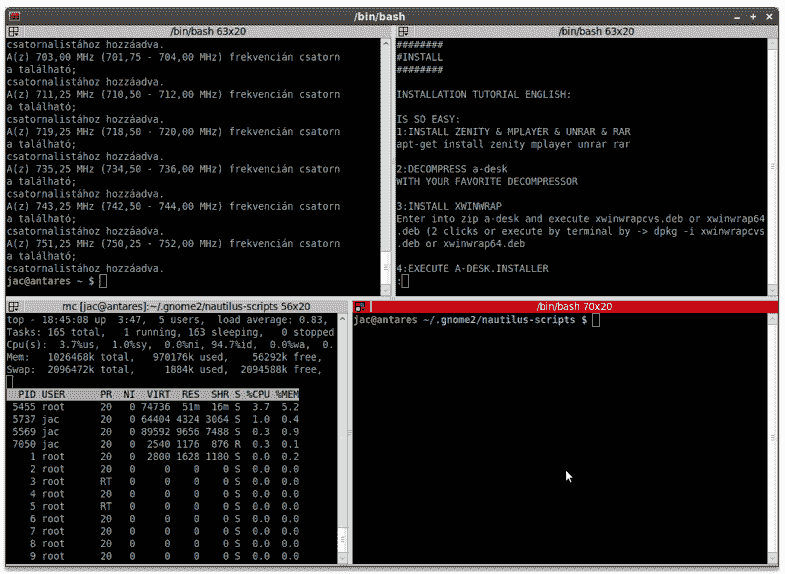 /bin/bash
/bin/bash 63x20
csatornalistához hozzáadva.
A(z) 703,00 MHz (701,75 - 704,00 MHz) frekvencián csatorn
a található;
csatornalistához hozzáadva.
A(z) 711,25 MHz (710,50 - 712,00 MHz) frekvencián csatorn
a található;
csatornalistához hozzáadva.
A(z) 719,25 MHz (718,50 - 720,00 MHz) frekvencián csatorn
a található;
csatornalistához hozzáadva.
A(z) 735,25 MHz (734,50 - 736,00 MHz) frekvencián csatorn
a található;
csatornalistához hozzáadva.
A(z) 743,25 MHz (742,50 - 744,00 MHz) frekvencián csatorn
a található;
csatornalistához hozzáadva.
A(z) 751,25 MHz (750,25 - 752,00 MHz) frekvencián csatorn
a található;
csatornalistához hozzáadva.
jac@antares ~ $
/bin/bash 63x20
########
#INSTALL
########
INSTALLATION TUTORIAL ENGLISH:
IS SO EASY:
1:INSTALL ZENITY & MPLAYER & UNRAR & RAR
apt-get install zenity mplayer unrar rar
2:DECOMPRESS a-desk
WITH YOUR FAVORITE DECOMPRESSOR
3:INSTALL XWINWRAP
Enter into zip a-desk and execute xwinwrapcvs.deb or xwinwrap64
.deb (2 clicks or execute by terminal by -> dpkg -i xwinwrapcvs
.deb or xwinwrap64.deb
4:EXECUTE A-DESK.INSTALLER
:
mc [jac@antares]:~/.gnome2/nautilus-scripts 56x20
top - 18:45:08 up  3:47,  5 users,  load average: 0.83,
Tasks: 165 total,   1 running, 163 sleeping,   0 stopped
Cpu(s):  3.7%us,  1.0%sy,  0.0%ni, 94.7%id,  0.0%wa,  0.
Mem:   1026468k total,   970176k used,    56292k free,
Swap:  2096472k total,     1884k used,  2094588k free,
PID USER      PR  NI  VIRT  RES  SHR S %CPU %MEM
5455 root      20   0 74736  51m  16m S  3.7  5.2
5737 jac       20   0 64404 4324 3064 S  1.0  0.4
5569 jac       20   0 89592 9656 7488 S  0.3  0.9
7050 jac       20   0  2540 1176  876 R  0.3  0.1
1 root      20   0  2800 1628 1180 S  0.0  0.2
2 root      20   0     0    0    0 S  0.0  0.0
3 root      RT   0     0    0    0 S  0.0  0.0
4 root      20   0     0    0    0 S  0.0  0.0
5 root      RT   0     0    0    0 S  0.0  0.0
6 root      20   0     0    0    0 S  0.0  0.0
7 root      20   0     0    0    0 S  0.0  0.0
8 root      20   0     0    0    0 S  0.0  0.0
9 root      20   0     0    0    0 S  0.0  0.0
/bin/bash 70x20
jac@antares ~/.gnome2/nautilus-scripts $